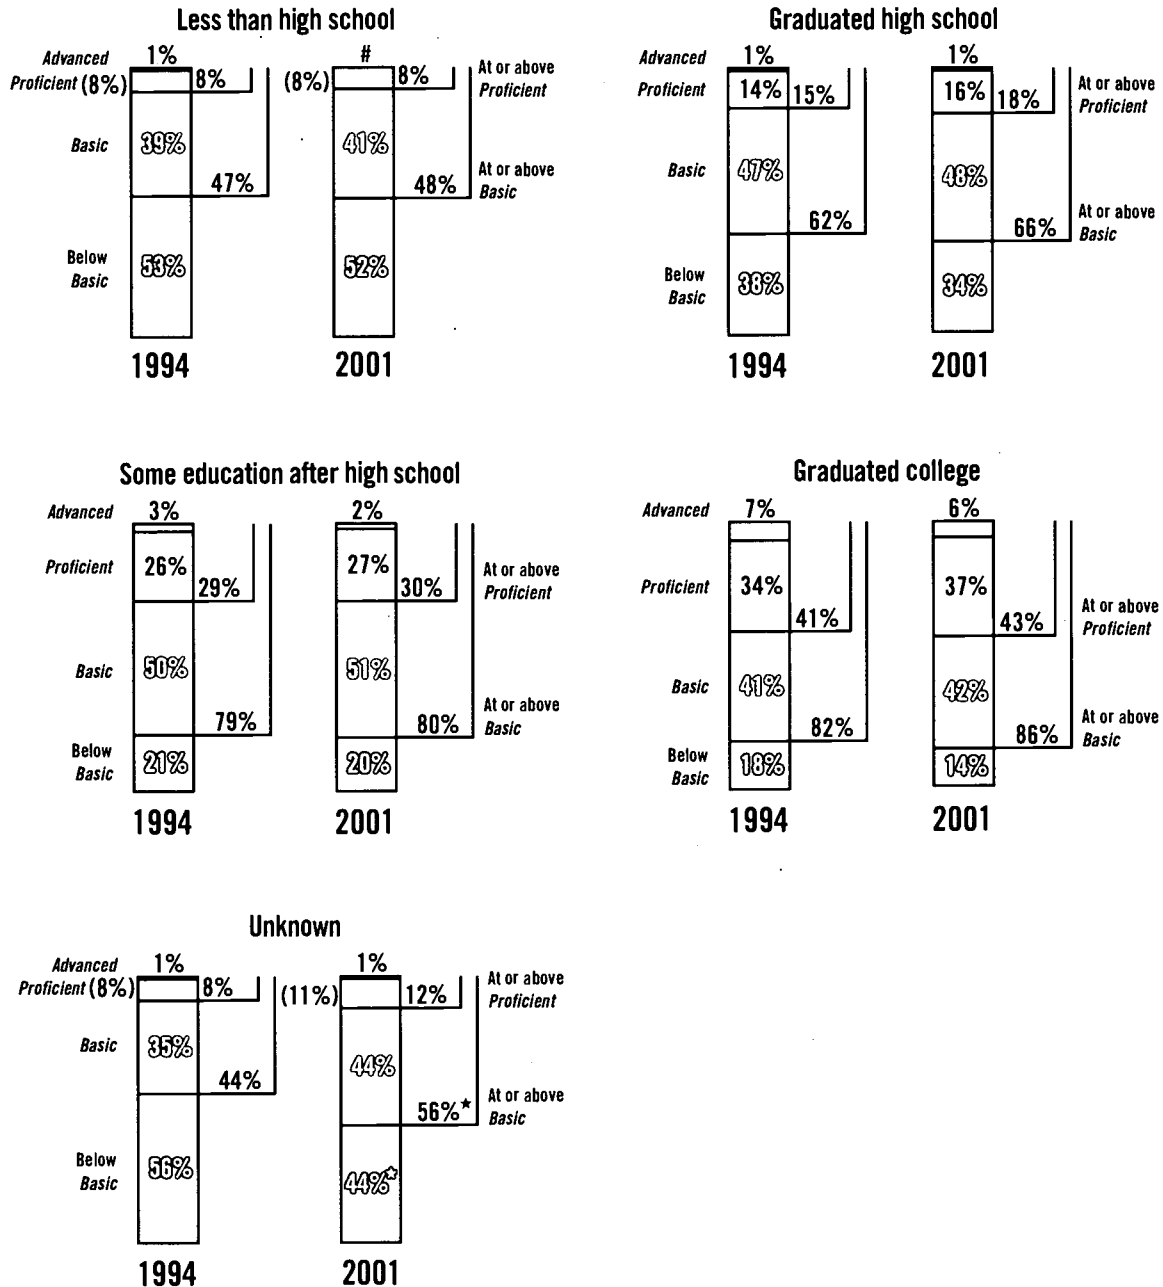 Less than high school
Advanced 1% #
Proficient (8%) 8% (8%) 8% At or above
Proficient
Basic 39% 41%
At or above
47% 48% Basic
Below
Basic 53% 52%
1994 2001
Graduated high school
Advanced 1% 1%
Proficient 14% 15% 16% 18% At or above
Proficient
Basic 47% 48%
At or above
62% 66% Basic
Below
Basic 38% 34%
1994 2001
Some education after high school
Advanced 3% 2%
Proficient 26% 27% At or above
29% 30% Proficient
Basic 50% 51%
At or above
79% 80% Basic
Below
Basic 21% 20%
1994 2001
Graduated college
Advanced 7% 6%
Proficient 34% 37%
At or above
41% 43% Proficient
Basic 41% 42%
At or above
82% 86% Basic
Below
Basic 18% 14%
1994 2001
Unknown
Advanced 1% 1%
At or above
Proficient (8%) 8% (11%) 12% Proficient
Basic 35% 44%
At or above
44% 56%* Basic
Below
Basic 56% 44%*
1994 2001